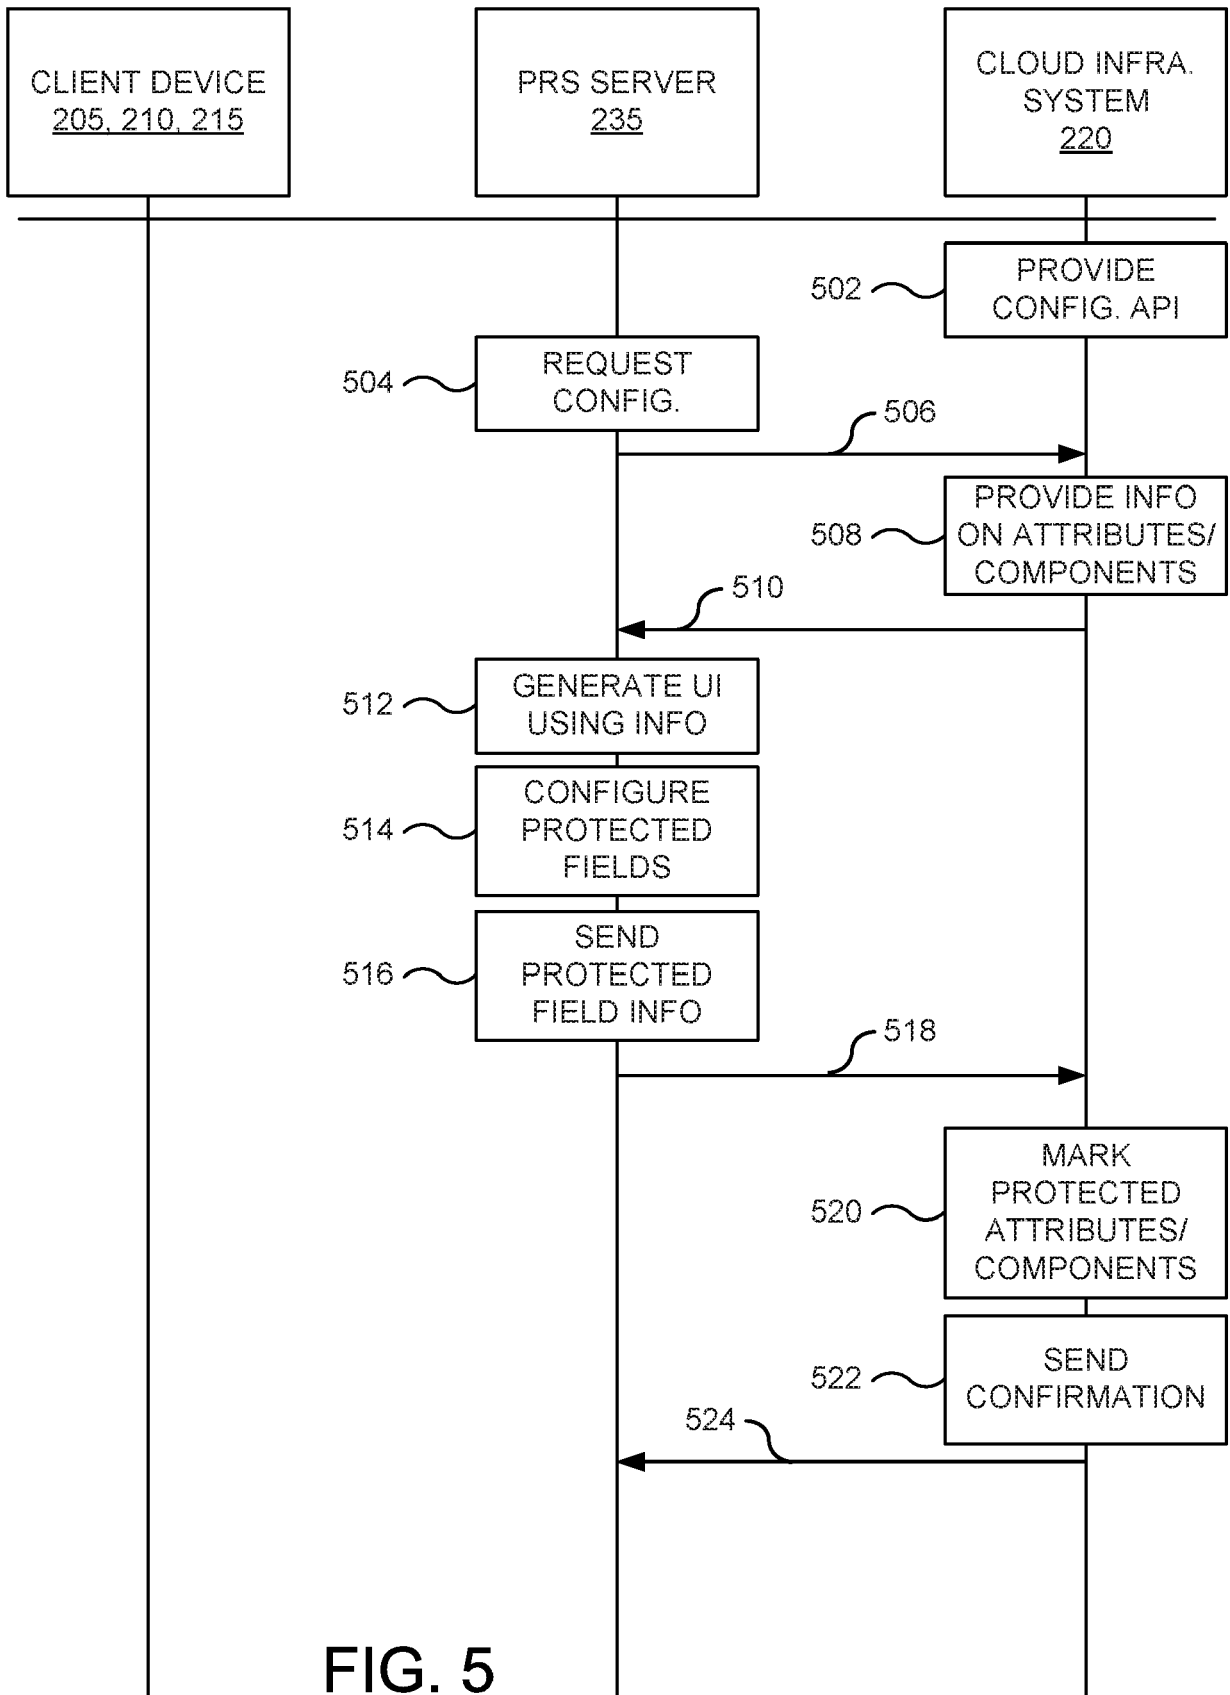 CLIENT DEVICE
205, 210, 215
PRS SERVER
235
CLOUD INFRA.
SYSTEM
220
502
PROVIDE
CONFIG. API
504
REQUEST
CONFIG.
506
508
PROVIDE INFO
ON ATTRIBUTES/
COMPONENTS
510
512
GENERATE UI
USING INFO
514
CONFIGURE
PROTECTED
FIELDS
516
SEND
PROTECTED
FIELD INFO
518
520
MARK
PROTECTED
ATTRIBUTES/
COMPONENTS
522
SEND
CONFIRMATION
524
FIG. 5